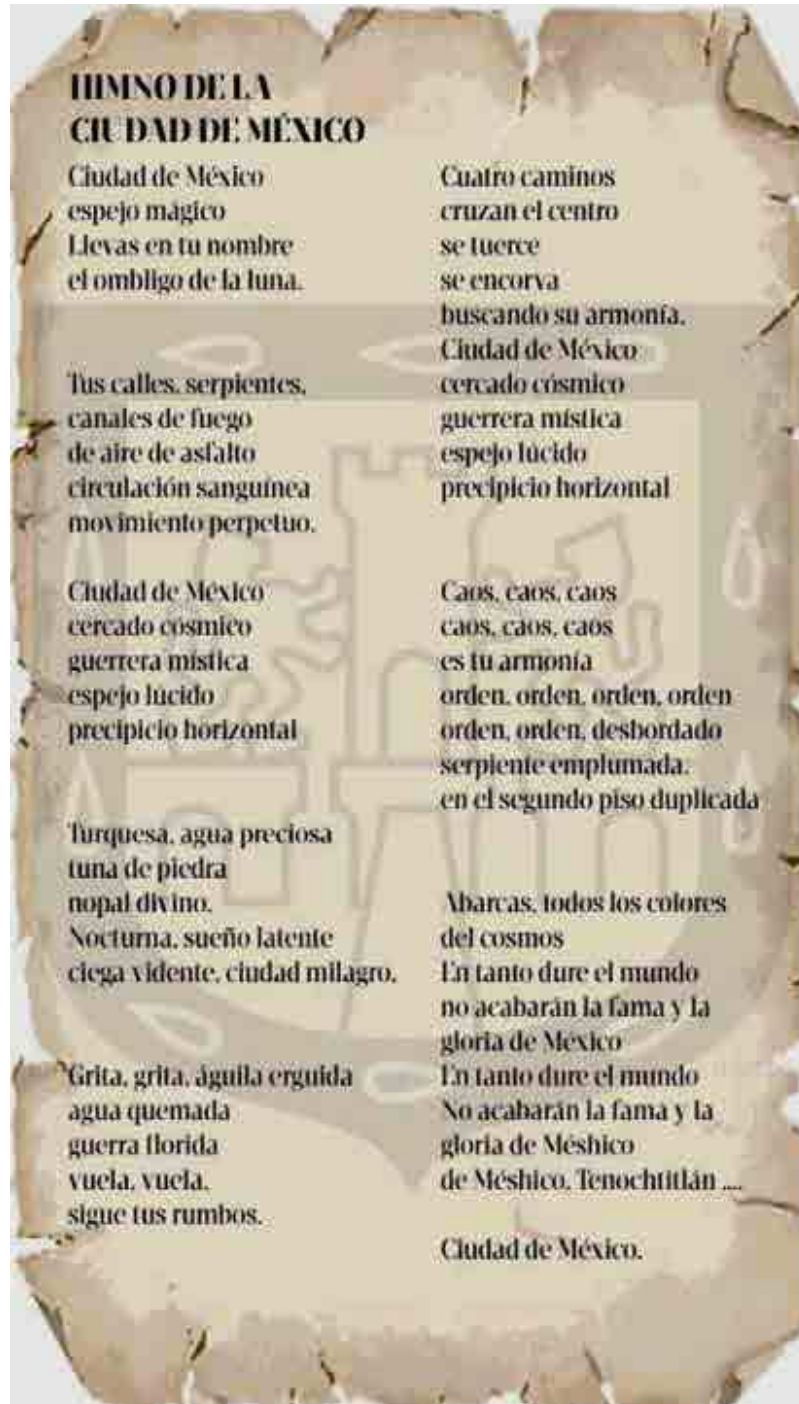 HIMNO DE LA
CIUDAD DE MÉXICO
Ciudad de México
espejo mágico
Llevas en tu nombre
el ombligo de la luna.
Tus calles, serpientes,
canales de fuego
de aire de asfalto
circulación sanguínea
movimiento perpetuo.
Ciudad de México
cercado cósmico
guerrera mística
espejo lúcido
precipicio horizontal
Turquesa, agua preciosa
tuna de piedra
nopal divino.
Nocturna, sueño latente
ciega vidente, ciudad milagro.
Grita, grita, águila erguida
agua quemada
guerra florida
vuela, vuela,
sigue tus rumbos.
Cuatro caminos
cruzan el centro
se tuerce
se encorva
buscando su armonía.
Ciudad de México
cercado cósmico
guerrera mística
espejo lúcido
precipicio horizontal
Caos, caos, caos
caos, caos, caos
es tu armonía
orden, orden, orden, orden
orden, orden, desbordado
serpiente emplumada.
en el segundo piso duplicada
Abarcas, todos los colores
del cosmos
En tanto dure el mundo
no acabarán la fama y la
gloria de México
En tanto dure el mundo
No acabarán la fama y la
gloria de Méshico
de Méshico, Tenochtitlán ....
Ciudad de México.